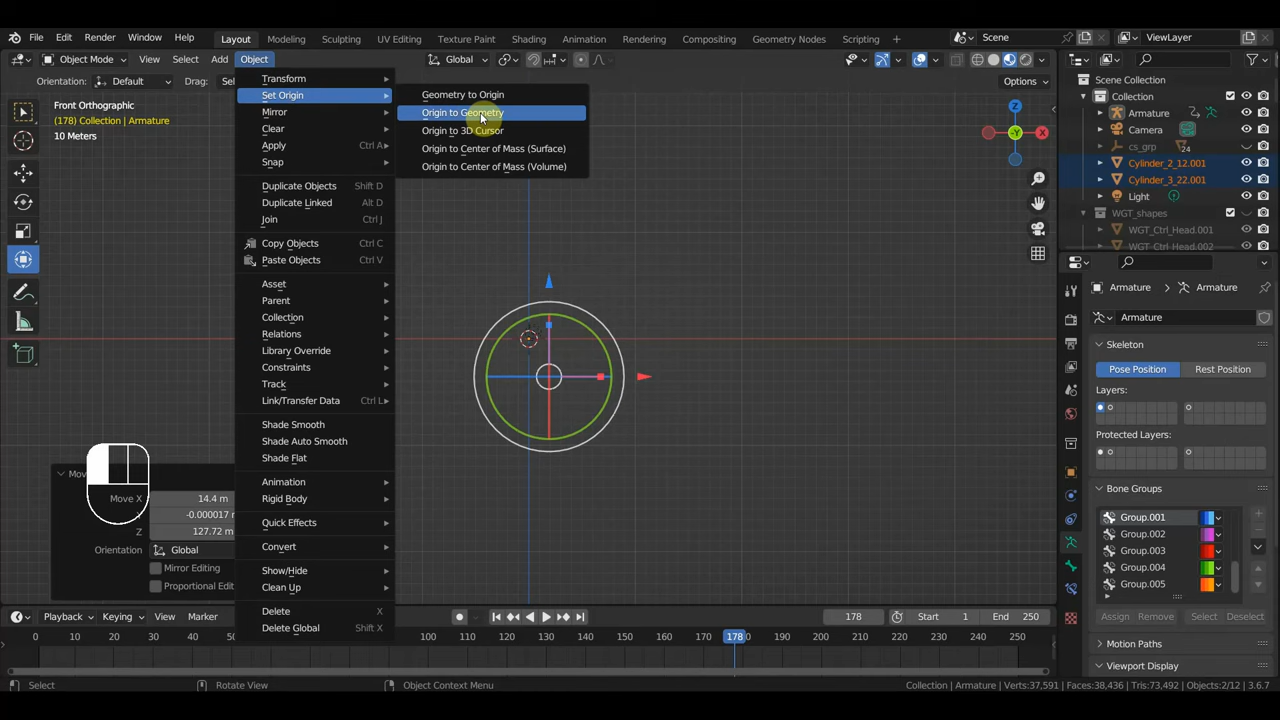 File Edit Render Window Help Layout Modeling Sculpting UV Editing Texture Paint Shading Animation Rendering Compositing Geometry Nodes Scripting Scene ViewLayer
Object Mode View Select Add Object Global
Orientation: Default Drag: Options
Front Orthographic
(178) Collection | Armature
10 Meters
Transform
Set Origin
Mirror
Clear
Apply Ctrl A
Snap
Duplicate Objects Shift D
Duplicate Linked Alt D
Join Ctrl J
Copy Objects Ctrl C
Paste Objects Ctrl V
Asset
Parent
Collection
Relations
Library Override
Constraints
Track
Link/Transfer Data Ctrl L
Shade Smooth
Shade Auto Smooth
Shade Flat
Animation
Rigid Body
Quick Effects
Convert
Show/Hide
Clean Up
Delete X
Delete Global Shift X
Geometry to Origin
Origin to Geometry
Origin to 3D Cursor
Origin to Center of Mass (Surface)
Origin to Center of Mass (Volume)
Z
X
-Y
Move X 14.4 m
-0.000017 m
Z 127.72 m
Orientation Global
Mirror Editing
Proportional Edit
Scene Collection
Collection
Armature
Camera
cs_grp 24
Cylinder_2_12.001
Cylinder_3_22.001
Light
WGT_shapes
WGT_Ctrl_Head.001
WGT_Ctrl_Head.002
Armature Armature
Armature
Skeleton
Pose Position Rest Position
Layers:
Protected Layers:
Bone Groups
Group.001
Group.002
Group.003
Group.004
Group.005
Assign Remove Select Deselect
Motion Paths
Viewport Display
Playback Keying View Marker 178 Start 1 End 250
0 10 20 30 40 50 100 110 120 130 140 150 160 170 178 190 200 210 220 230 240 250
Select Rotate View Object Context Menu Collection | Armature | Verts:37,591 | Faces:38,436 | Tris:73,492 | Objects:2/12 | 3.6.7